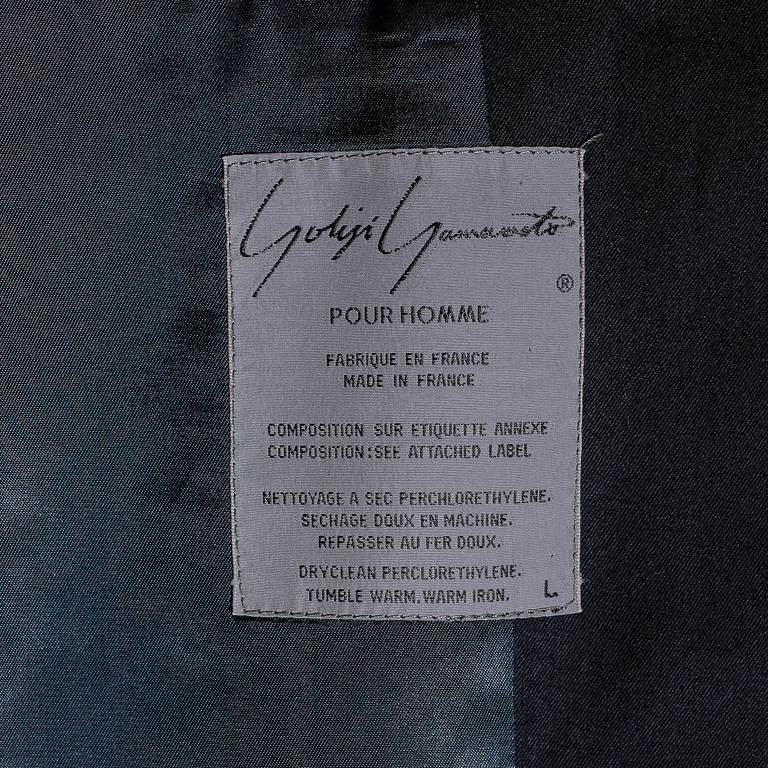 Yohji Yamamoto
®
POUR HOMME
FABRIQUE EN FRANCE
MADE IN FRANCE
COMPOSITION SUR ETIQUETTE ANNEXE
COMPOSITION:SEE ATTACHED LABEL
NETTOYAGE A SEC PERCHLORETHYLENE.
SECHAGE DOUX EN MACHINE.
REPASSER AU FER DOUX.
DRYCLEAN PERCLORETHYLENE.
TUMBLE WARM.WARM IRON. L